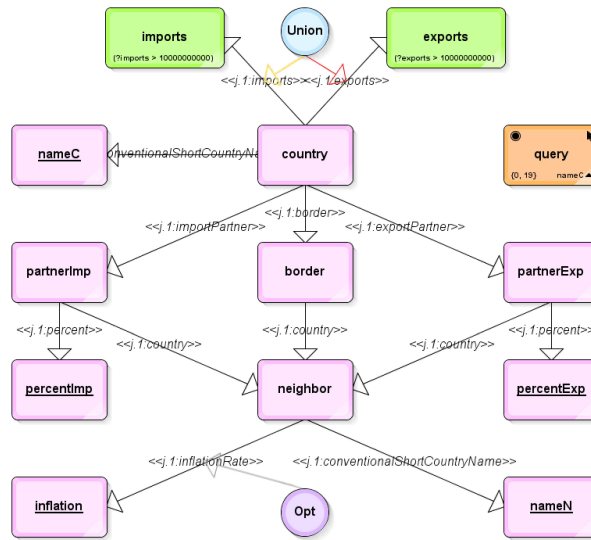 imports
{?imports > 10000000000}
Union
exports
{?exports > 10000000000}
<<j.1:imports>>
<<j.1:exports>>
nameC
country
query
{0, 19}
nameC
<<j.1:importPartner>>
<<j.1:border>>
<<j.1:exportPartner>>
partnerImp
border
partnerExp
<<j.1:percent>>
<<j.1:country>>
<<j.1:country>>
<<j.1:country>>
<<j.1:percent>>
percentImp
neighbor
percentExp
<<j.1:inflationRate>>
<<j.1:conventionalShortCountryName>>
inflation
Opt
nameN